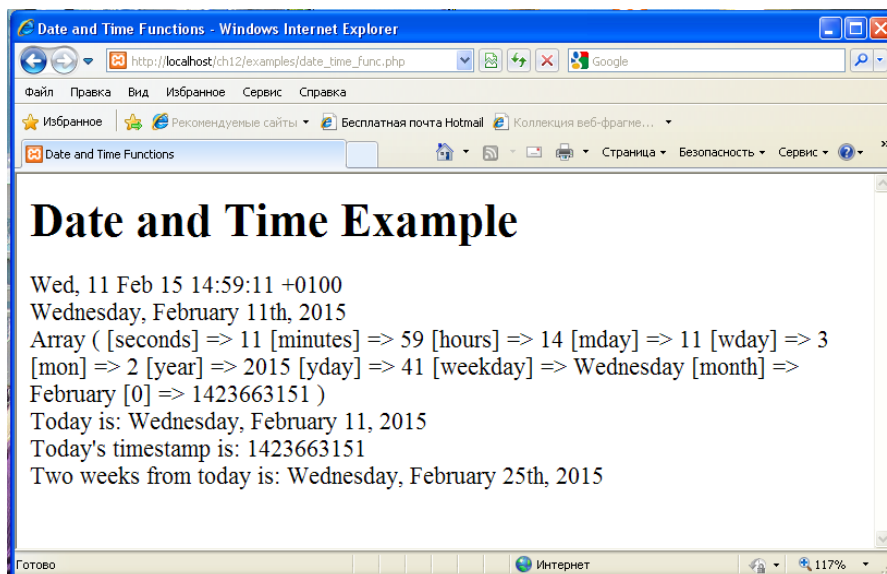 Date and Time Functions - Windows Internet Explorer
http://localhost/ch12/examples/date_time_func.php
Google
Файл Правка Вид Избранное Сервис Справка
Избранное Рекомендуемые сайты Бесплатная почта Hotmail Коллекция веб-фрагме...
Date and Time Functions
Страница Безопасность Сервис »
Date and Time Example
Wed, 11 Feb 15 14:59:11 +0100
Wednesday, February 11th, 2015
Array ( [seconds] => 11 [minutes] => 59 [hours] => 14 [mday] => 11 [wday] => 3
[mon] => 2 [year] => 2015 [yday] => 41 [weekday] => Wednesday [month] =>
February [0] => 1423663151 )
Today is: Wednesday, February 11, 2015
Today's timestamp is: 1423663151
Two weeks from today is: Wednesday, February 25th, 2015
Готово Интернет 117%